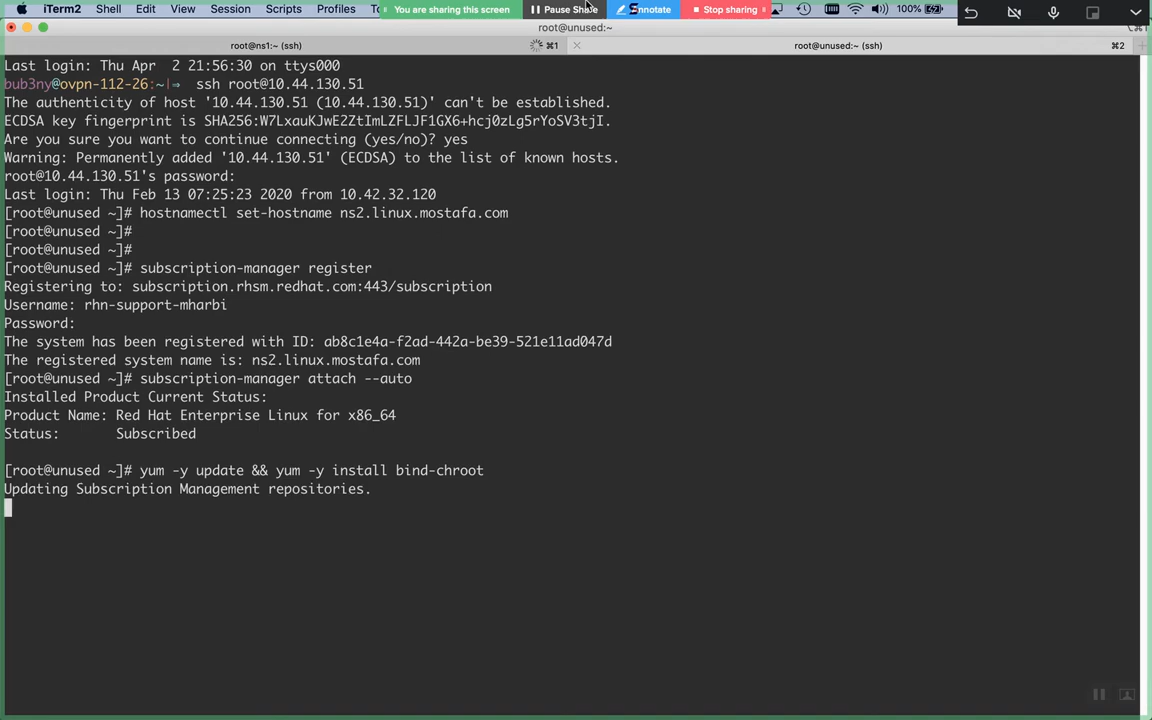 iTerm2 Shell Edit View Session Scripts Profiles
You are sharing this screen Pause Share Annotate Stop sharing 100%
root@unused:~
root@ns1:~ (ssh) ⌘1 root@unused:~ (ssh) ⌘2
Last login: Thu Apr  2 21:56:30 on ttys000
bub3ny@ovpn-112-26:~|⇒  ssh root@10.44.130.51
The authenticity of host '10.44.130.51 (10.44.130.51)' can't be established.
ECDSA key fingerprint is SHA256:W7LxauKJwE2ZtImLZFLJF1GX6+hcj0zLg5rYoSV3tjI.
Are you sure you want to continue connecting (yes/no)? yes
Warning: Permanently added '10.44.130.51' (ECDSA) to the list of known hosts.
root@10.44.130.51's password:
Last login: Thu Feb 13 07:25:23 2020 from 10.42.32.120
[root@unused ~]# hostnamectl set-hostname ns2.linux.mostafa.com
[root@unused ~]#
[root@unused ~]#
[root@unused ~]# subscription-manager register
Registering to: subscription.rhsm.redhat.com:443/subscription
Username: rhn-support-mharbi
Password:
The system has been registered with ID: ab8c1e4a-f2ad-442a-be39-521e11ad047d
The registered system name is: ns2.linux.mostafa.com
[root@unused ~]# subscription-manager attach --auto
Installed Product Current Status:
Product Name: Red Hat Enterprise Linux for x86_64
Status:       Subscribed
[root@unused ~]# yum -y update && yum -y install bind-chroot
Updating Subscription Management repositories.